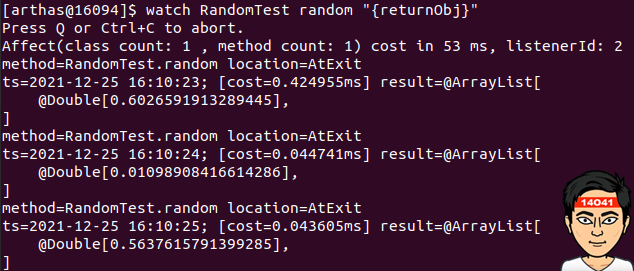 [arthas@16094]$ watch RandomTest random "{returnObj}"
Press Q or Ctrl+C to abort.
Affect(class count: 1 , method count: 1) cost in 53 ms, listenerId: 2
method=RandomTest.random location=AtExit
ts=2021-12-25 16:10:23; [cost=0.424955ms] result=@ArrayList[
    @Double[0.6026591913289445],
]
method=RandomTest.random location=AtExit
ts=2021-12-25 16:10:24; [cost=0.044741ms] result=@ArrayList[
    @Double[0.01098908416614286],
]
method=RandomTest.random location=AtExit
ts=2021-12-25 16:10:25; [cost=0.043605ms] result=@ArrayList[
    @Double[0.5637615791399285],
]
14041